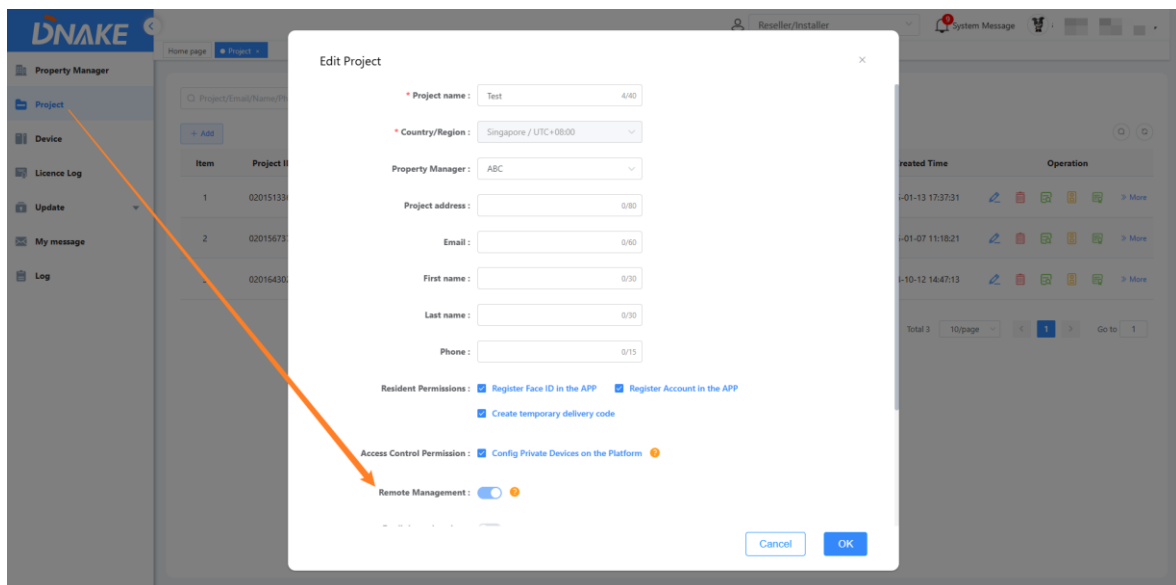 DNAKE
Reseller/Installer
9
System Message
Home page
Project
Property Manager
Project
Device
Licence Log
Update
My message
Log
Project/Email/Name/Ph
+ Add
Item Project I
Created Time Operation
1 02015133 -01-13 17:37:31 » More
2 02015673 -01-07 11:18:21 » More
0201643 -10-12 14:47:13 » More
Total 3 10/page < 1 > Go to 1
Edit Project ×
* Project name : Test 4/40
* Country/Region : Singapore / UTC+08:00
Property Manager : ABC
Project address : 0/80
Email : 0/60
First name : 0/30
Last name : 0/30
Phone : 0/15
Resident Permissions : Register Face ID in the APP Register Account in the APP
Create temporary delivery code
Access Control Permission : Config Private Devices on the Platform ?
Remote Management : ?
Cancel OK